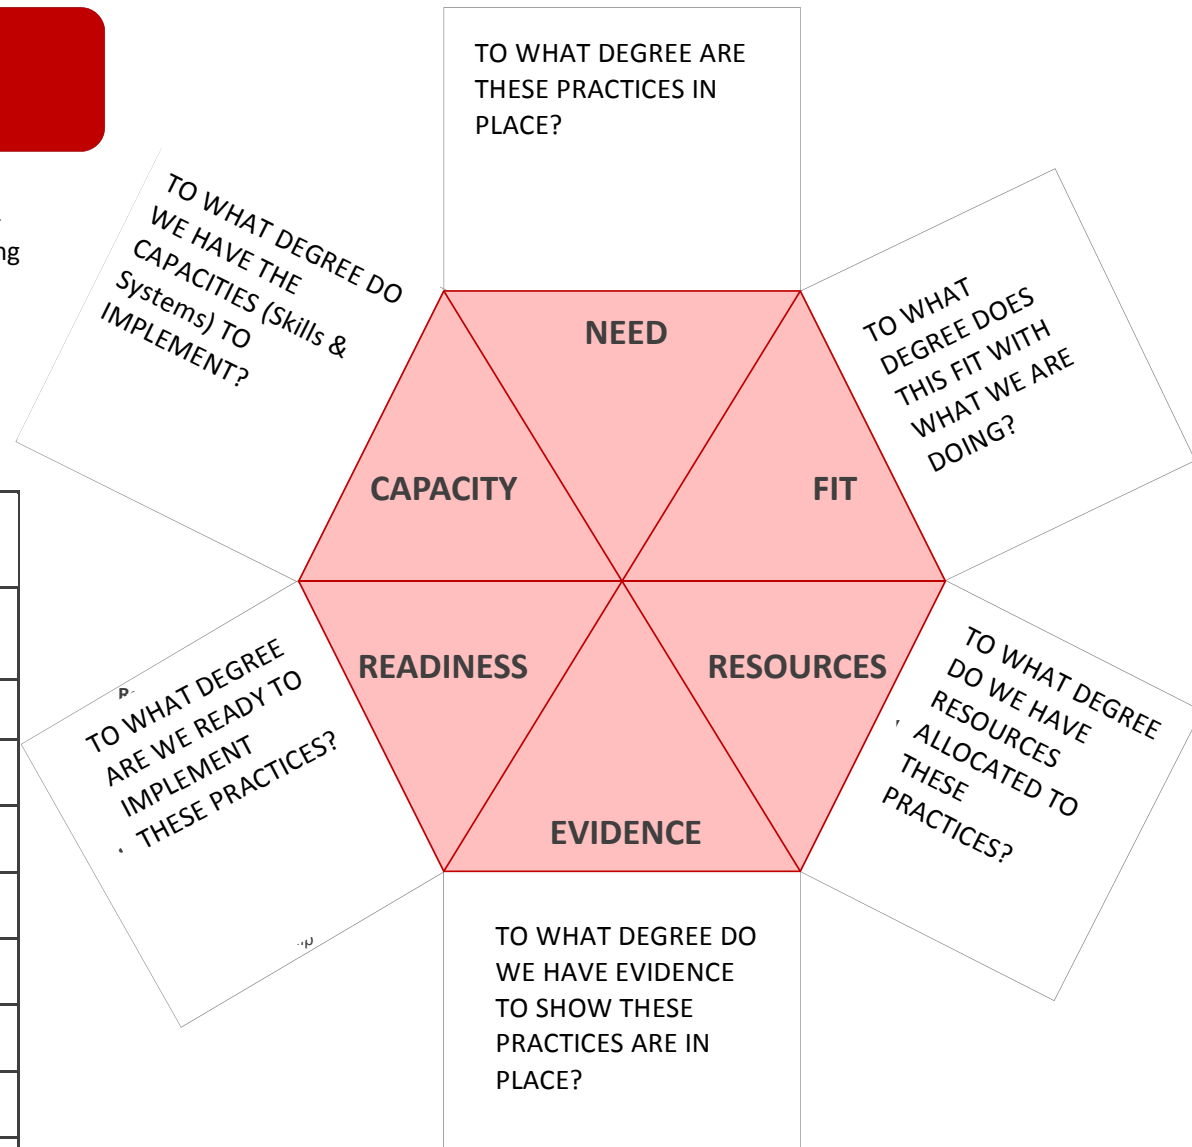 TO WHAT DEGREE ARE
THESE PRACTICES IN
PLACE?
TO WHAT DEGREE DO
WE HAVE THE
CAPACITIES (Skills &
Systems) TO
IMPLEMENT?
ng
TO WHAT
DEGREE DOES
THIS FIT WITH
WHAT WE ARE
DOING?
NEED
CAPACITY
FIT
READINESS
RESOURCES
EVIDENCE
TO WHAT DEGREE
ARE WE READY TO
IMPLEMENT
THESE PRACTICES?
TO WHAT DEGREE
DO WE HAVE
RESOURCES
ALLOCATED TO
THESE
PRACTICES?
TO WHAT DEGREE DO
WE HAVE EVIDENCE
TO SHOW THESE
PRACTICES ARE IN
PLACE?